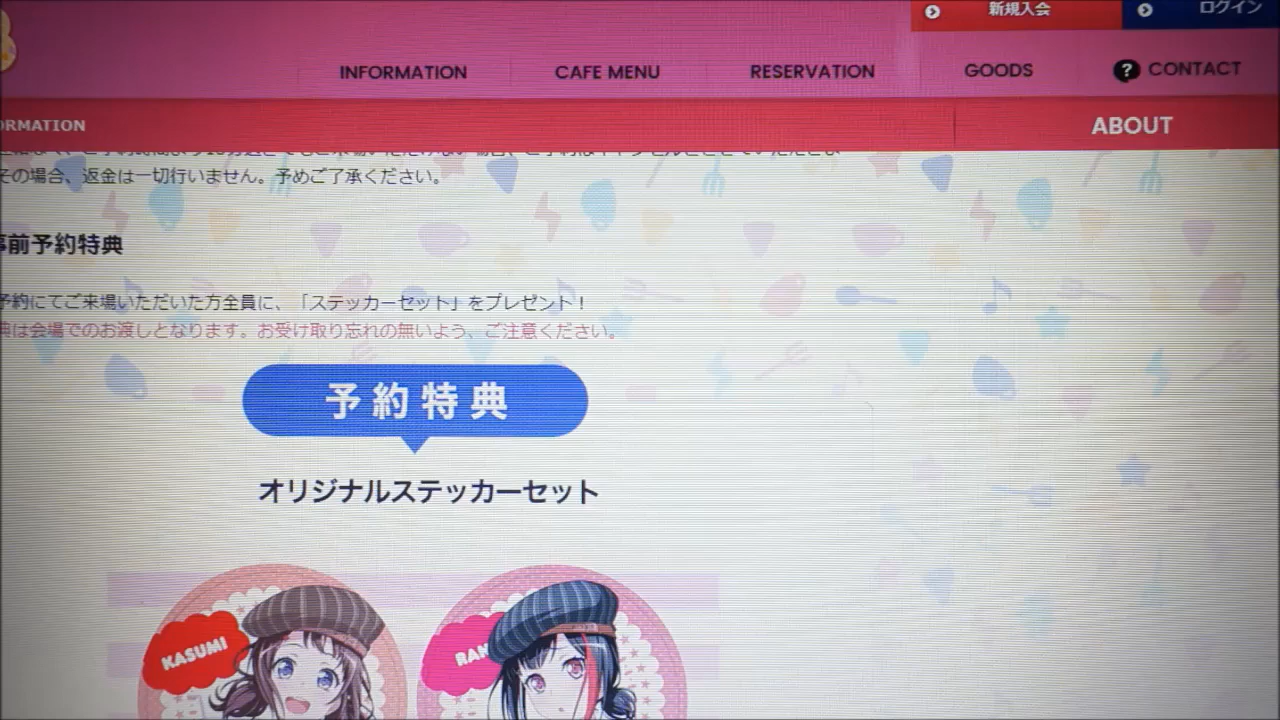 新規入会
ログイン
INFORMATION
CAFE MENU
RESERVATION
GOODS
? CONTACT
ORMATION
ABOUT
その場合、返金は一切行いません。予めご了承ください。
事前予約特典
予約にてご来場いただいた方全員に、「ステッカーセット」をプレゼント！
典は会場でのお渡しとなります。お受け取り忘れの無いよう、ご注意ください。
予約特典
オリジナルステッカーセット
KASUMI
RAN